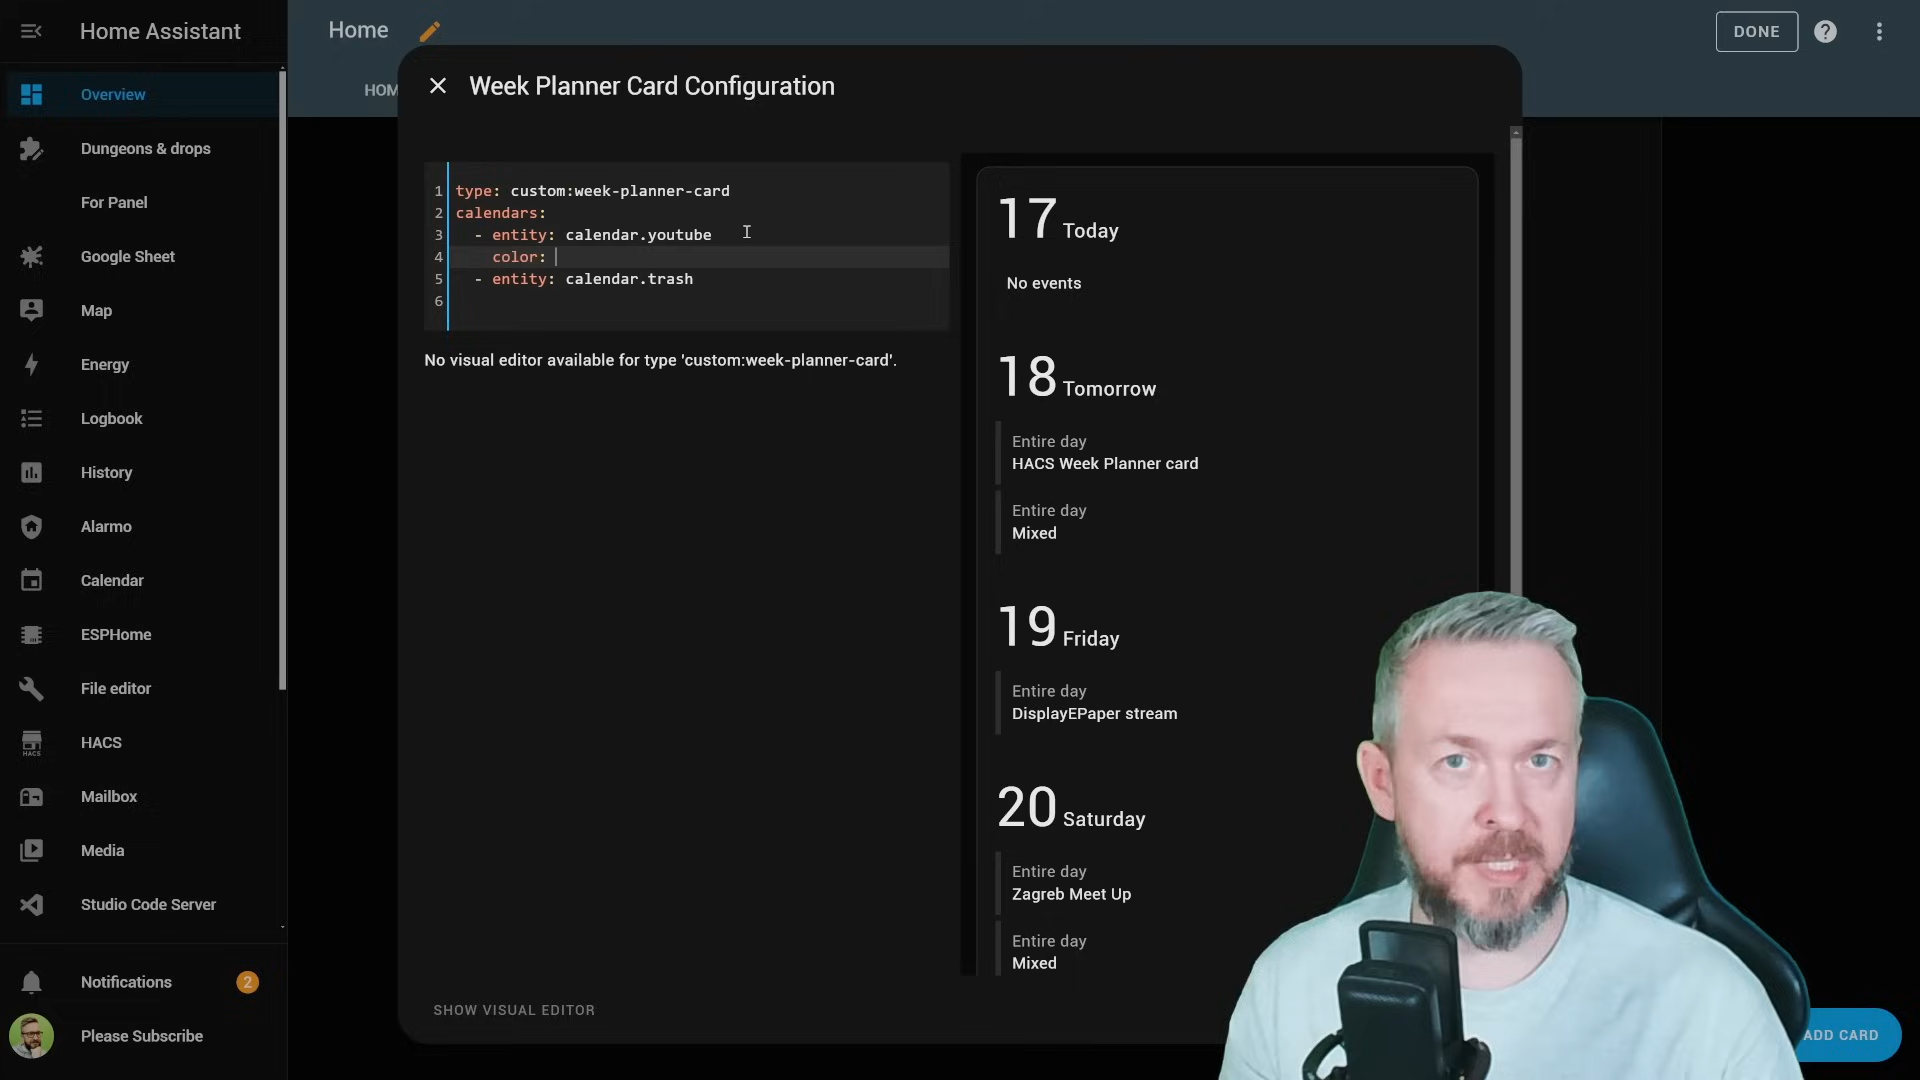 Home Assistant
Overview
Dungeons & drops
For Panel
Google Sheet
Map
Energy
Logbook
History
Alarmo
Calendar
ESPHome
File editor
HACS
HACS
Mailbox
Media
Studio Code Server
Notifications
2
Please Subscribe
Home
DONE
?
HOM
Week Planner Card Configuration
1 type: custom:week-planner-card
2 calendars:
3 - entity: calendar.youtube
4 color:
5 - entity: calendar.trash
6
No visual editor available for type 'custom:week-planner-card'.
SHOW VISUAL EDITOR
17 Today
No events
18 Tomorrow
Entire day
HACS Week Planner card
Entire day
Mixed
19 Friday
Entire day
DisplayEPaper stream
20 Saturday
Entire day
Zagreb Meet Up
Entire day
Mixed
ADD CARD